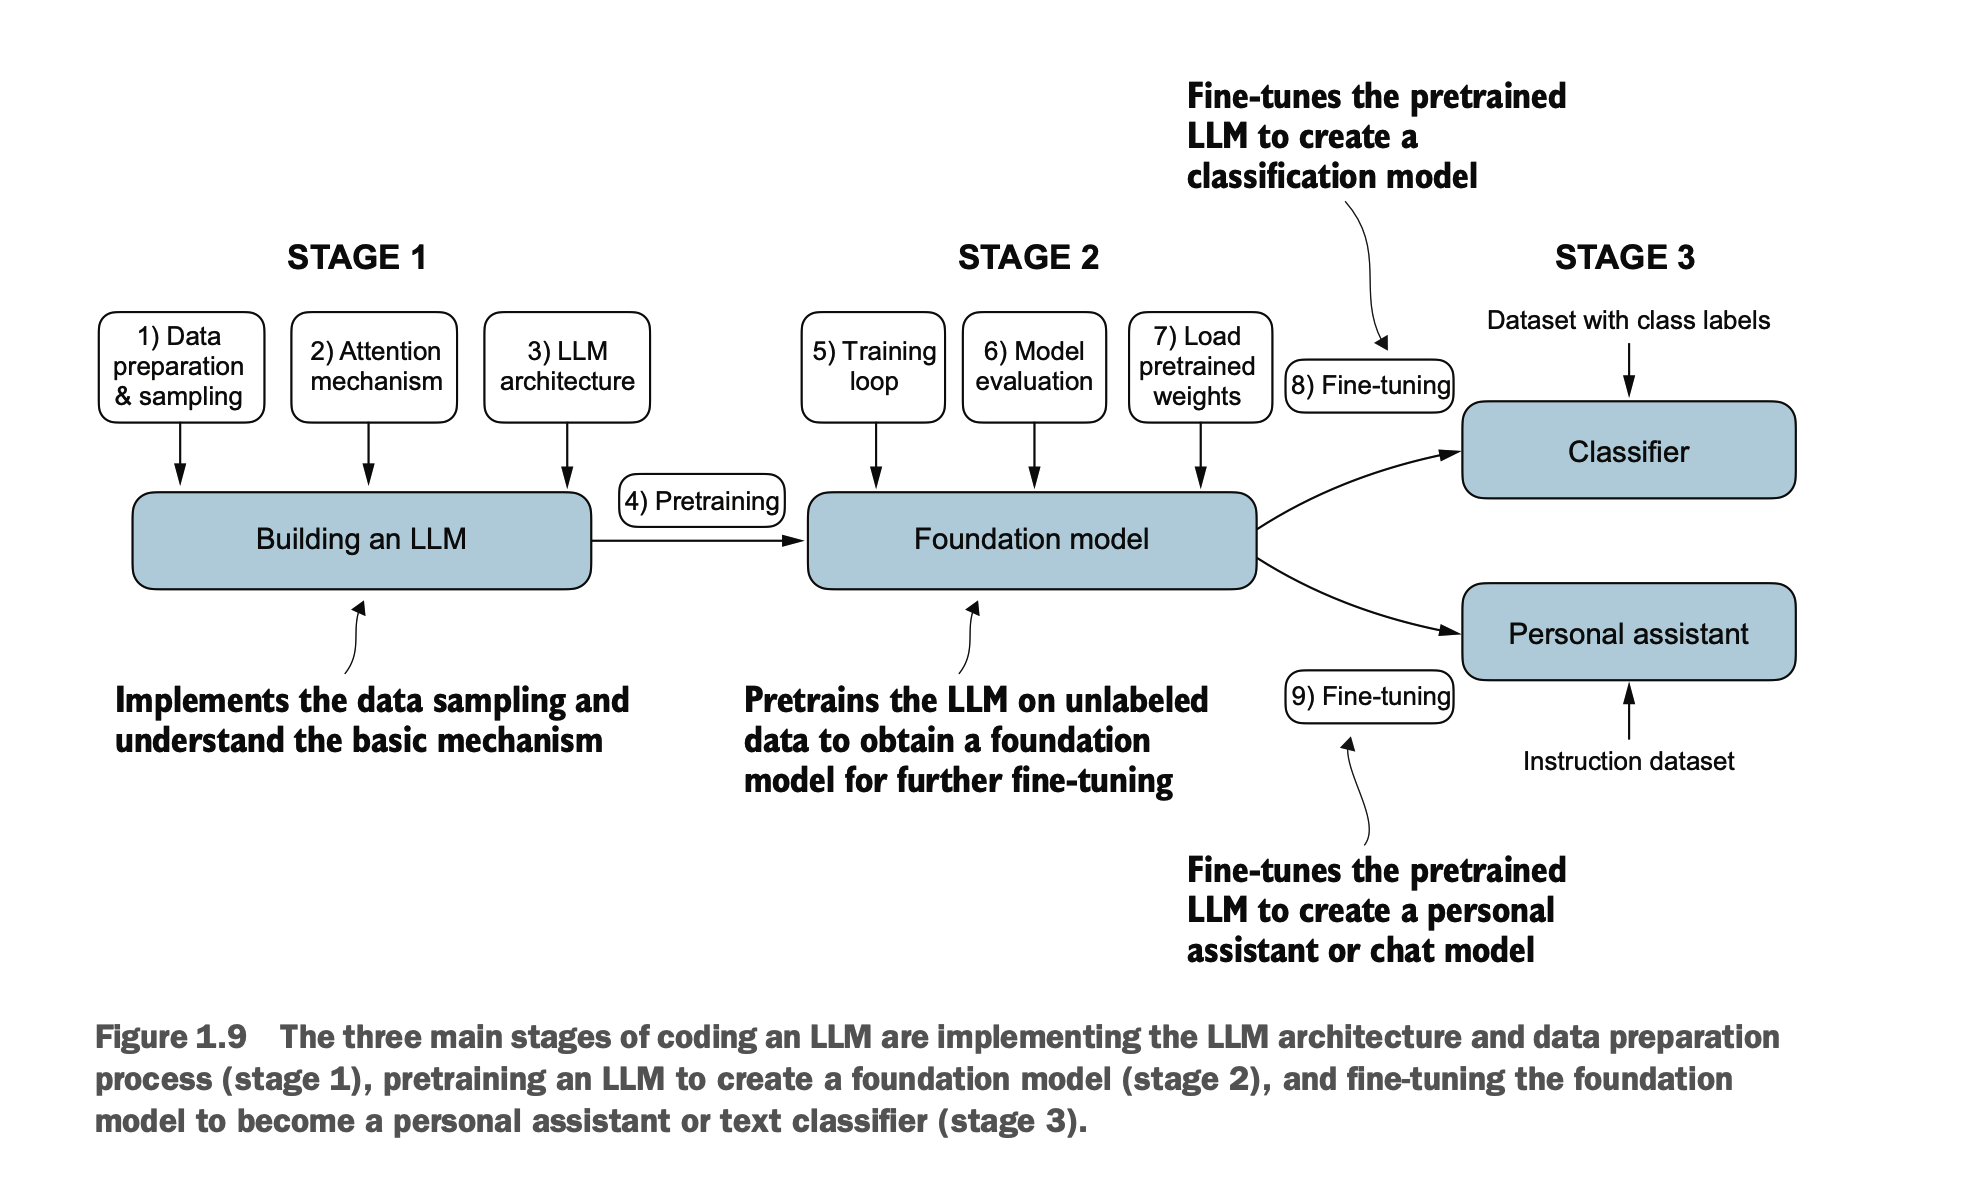 Fine-tunes the pretrained
LLM to create a
classification model
STAGE 1
STAGE 2
STAGE 3
1) Data
preparation
& sampling
2) Attention
mechanism
3) LLM
architecture
5) Training
loop
6) Model
evaluation
7) Load
pretrained
weights
8) Fine-tuning
Dataset with class labels
Classifier
4) Pretraining
Building an LLM
Foundation model
Personal assistant
9) Fine-tuning
Instruction dataset
Implements the data sampling and
understand the basic mechanism
Pretrains the LLM on unlabeled
data to obtain a foundation
model for further fine-tuning
Fine-tunes the pretrained
LLM to create a personal
assistant or chat model
Figure 1.9 The three main stages of coding an LLM are implementing the LLM architecture and data preparation
process (stage 1), pretraining an LLM to create a foundation model (stage 2), and fine-tuning the foundation
model to become a personal assistant or text classifier (stage 3).